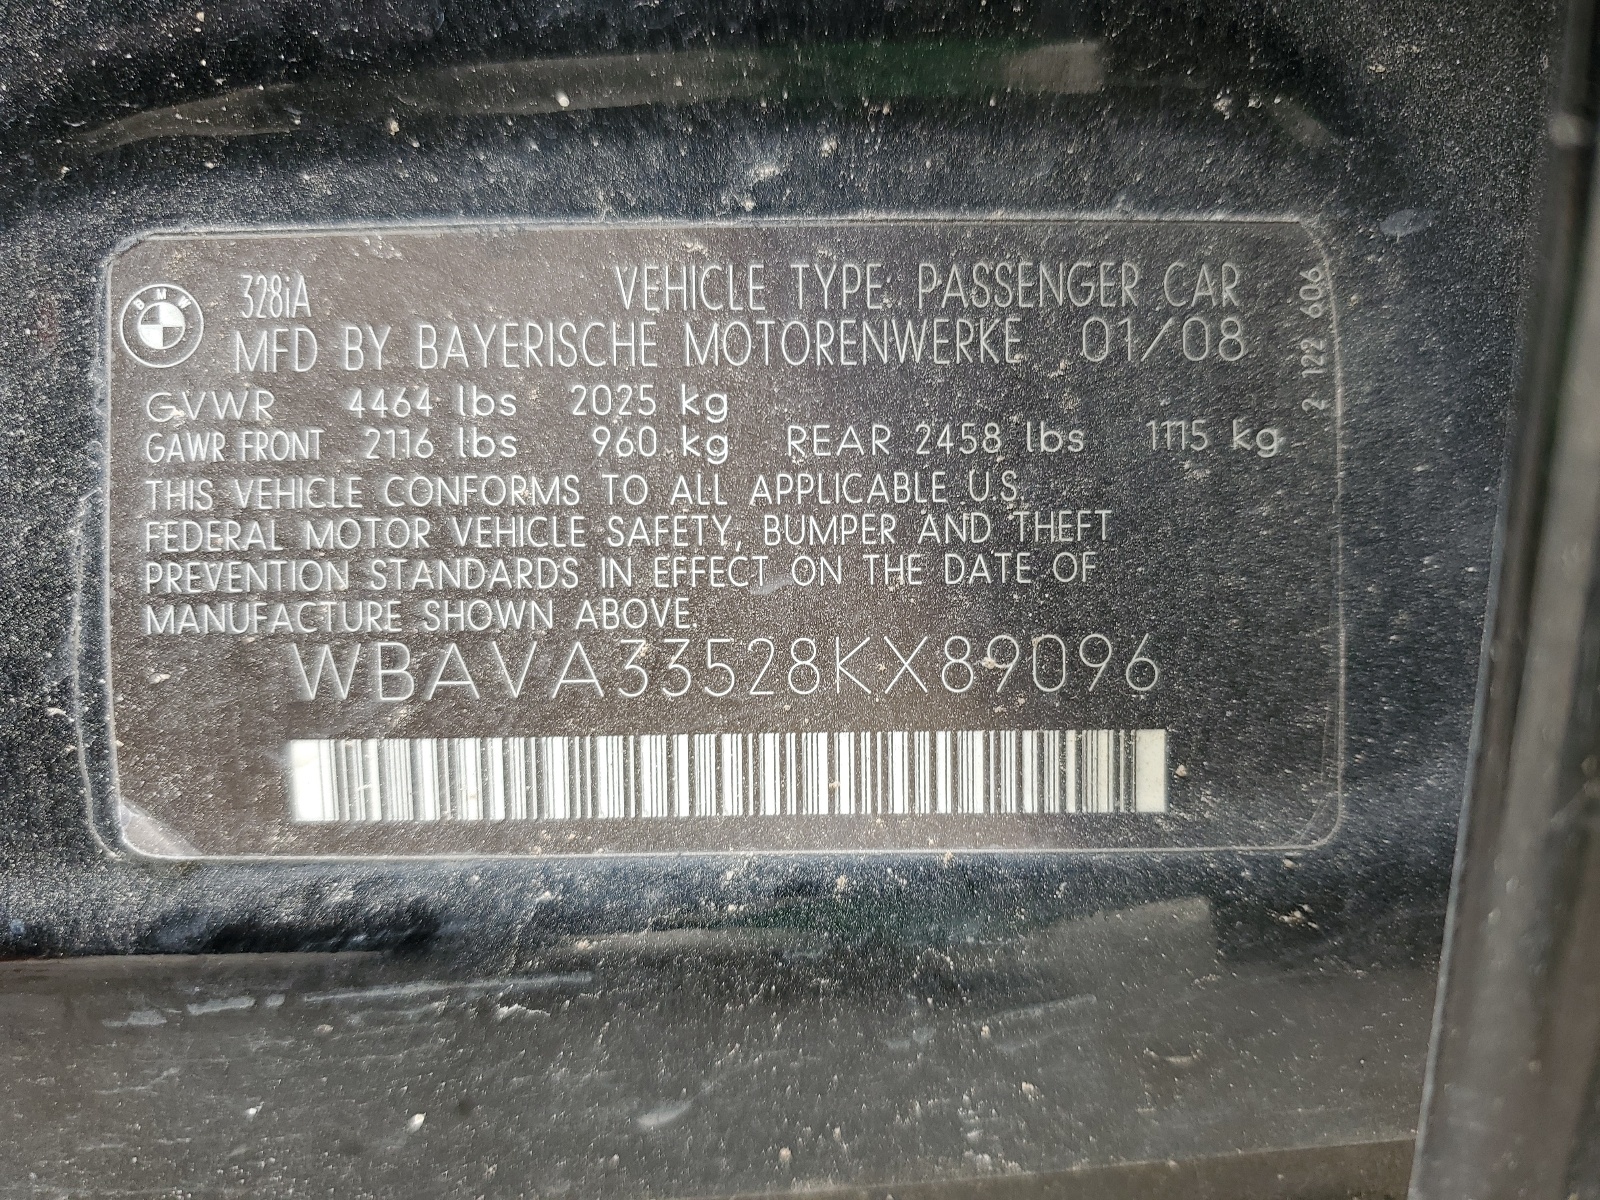 BMW
328iA VEHICLE TYPE: PASSENGER CAR
MFD BY BAYERISCHE MOTORENWERKE 01/08
GVWR 4464 lbs 2025 kg
GAWR FRONT 2116 lbs 960 kg REAR 2458 lbs 1115 kg
THIS VEHICLE CONFORMS TO ALL APPLICABLE U.S.
FEDERAL MOTOR VEHICLE SAFETY, BUMPER AND THEFT
PREVENTION STANDARDS IN EFFECT ON THE DATE OF
MANUFACTURE SHOWN ABOVE.
WBAVA33528KX89096
2 122 606